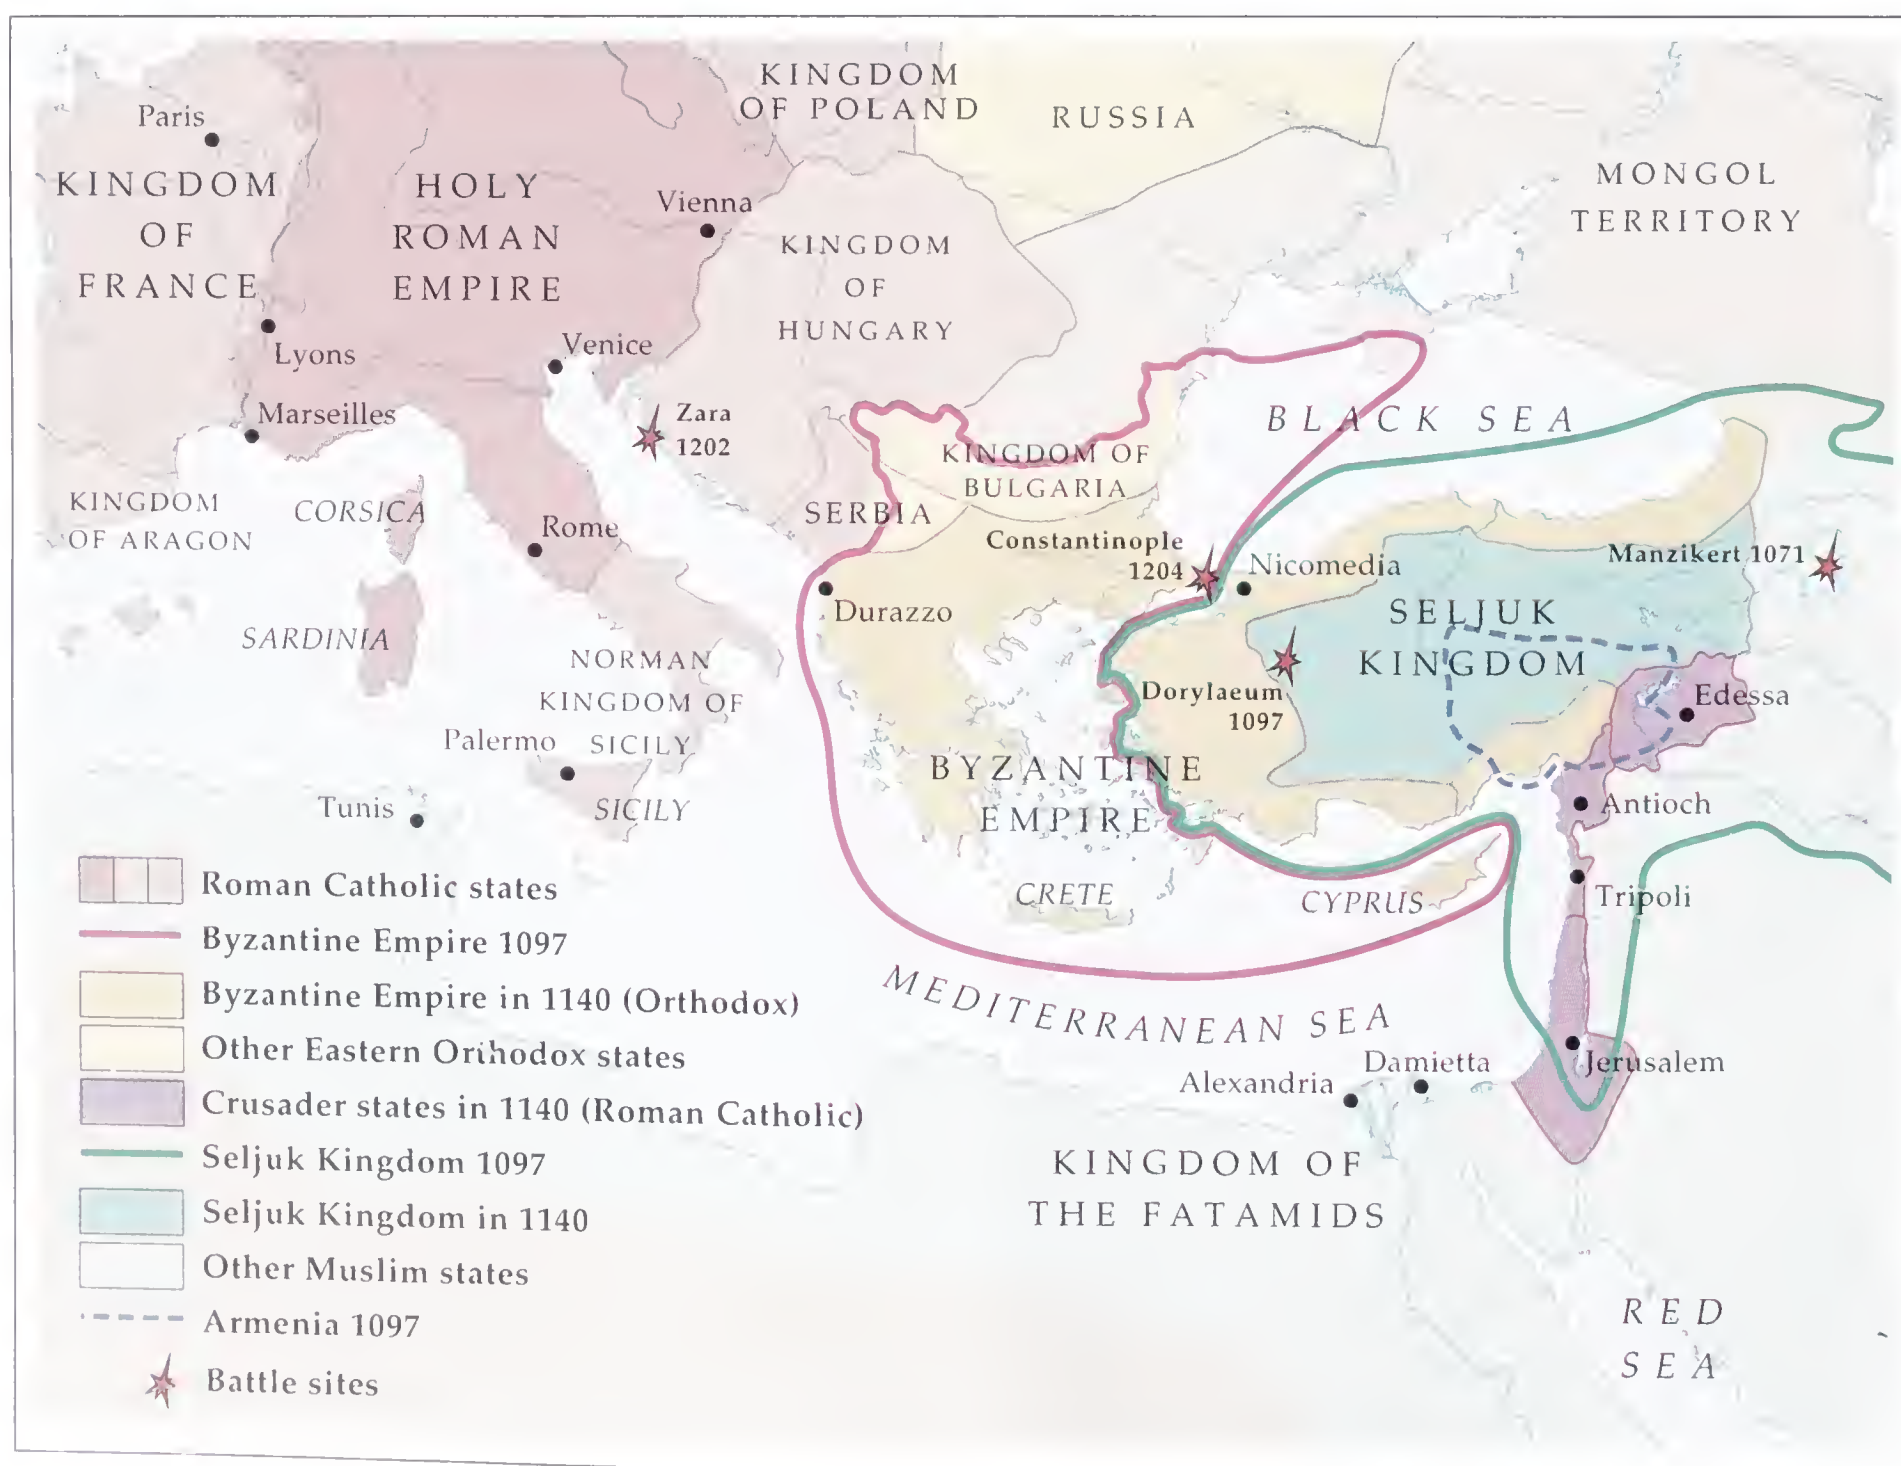 Paris
KINGDOM
OF
FRANCE
HOLY
ROMAN
EMPIRE
KINGDOM
OF POLAND
RUSSIA
MONGOL
TERRITORY
Vienna
KINGDOM
OF
HUNGARY
Lyons
Venice
Marseilles
Zara
1202
BLACK SEA
KINGDOM OF
BULGARIA
KINGDOM
OF ARAGON
CORSICA
SERBIA
Rome
Constantinople
1204
Nicomedia
Manzikert 1071
Durazzo
SELJUK
KINGDOM
SARDINIA
NORMAN
KINGDOM OF
SICILY
Dorylaeum
1097
Edessa
Palermo
BYZANTINE
EMPIRE
Tunis
SICILY
Antioch
CRETE
CYPRUS
Tripoli
MEDITERRANEAN SEA
Damietta
Alexandria
Jerusalem
KINGDOM OF
THE FATAMIDS
RED
SEA
Roman Catholic states
Byzantine Empire 1097
Byzantine Empire in 1140 (Orthodox)
Other Eastern Orthodox states
Crusader states in 1140 (Roman Catholic)
Seljuk Kingdom 1097
Seljuk Kingdom in 1140
Other Muslim states
Armenia 1097
Battle sites